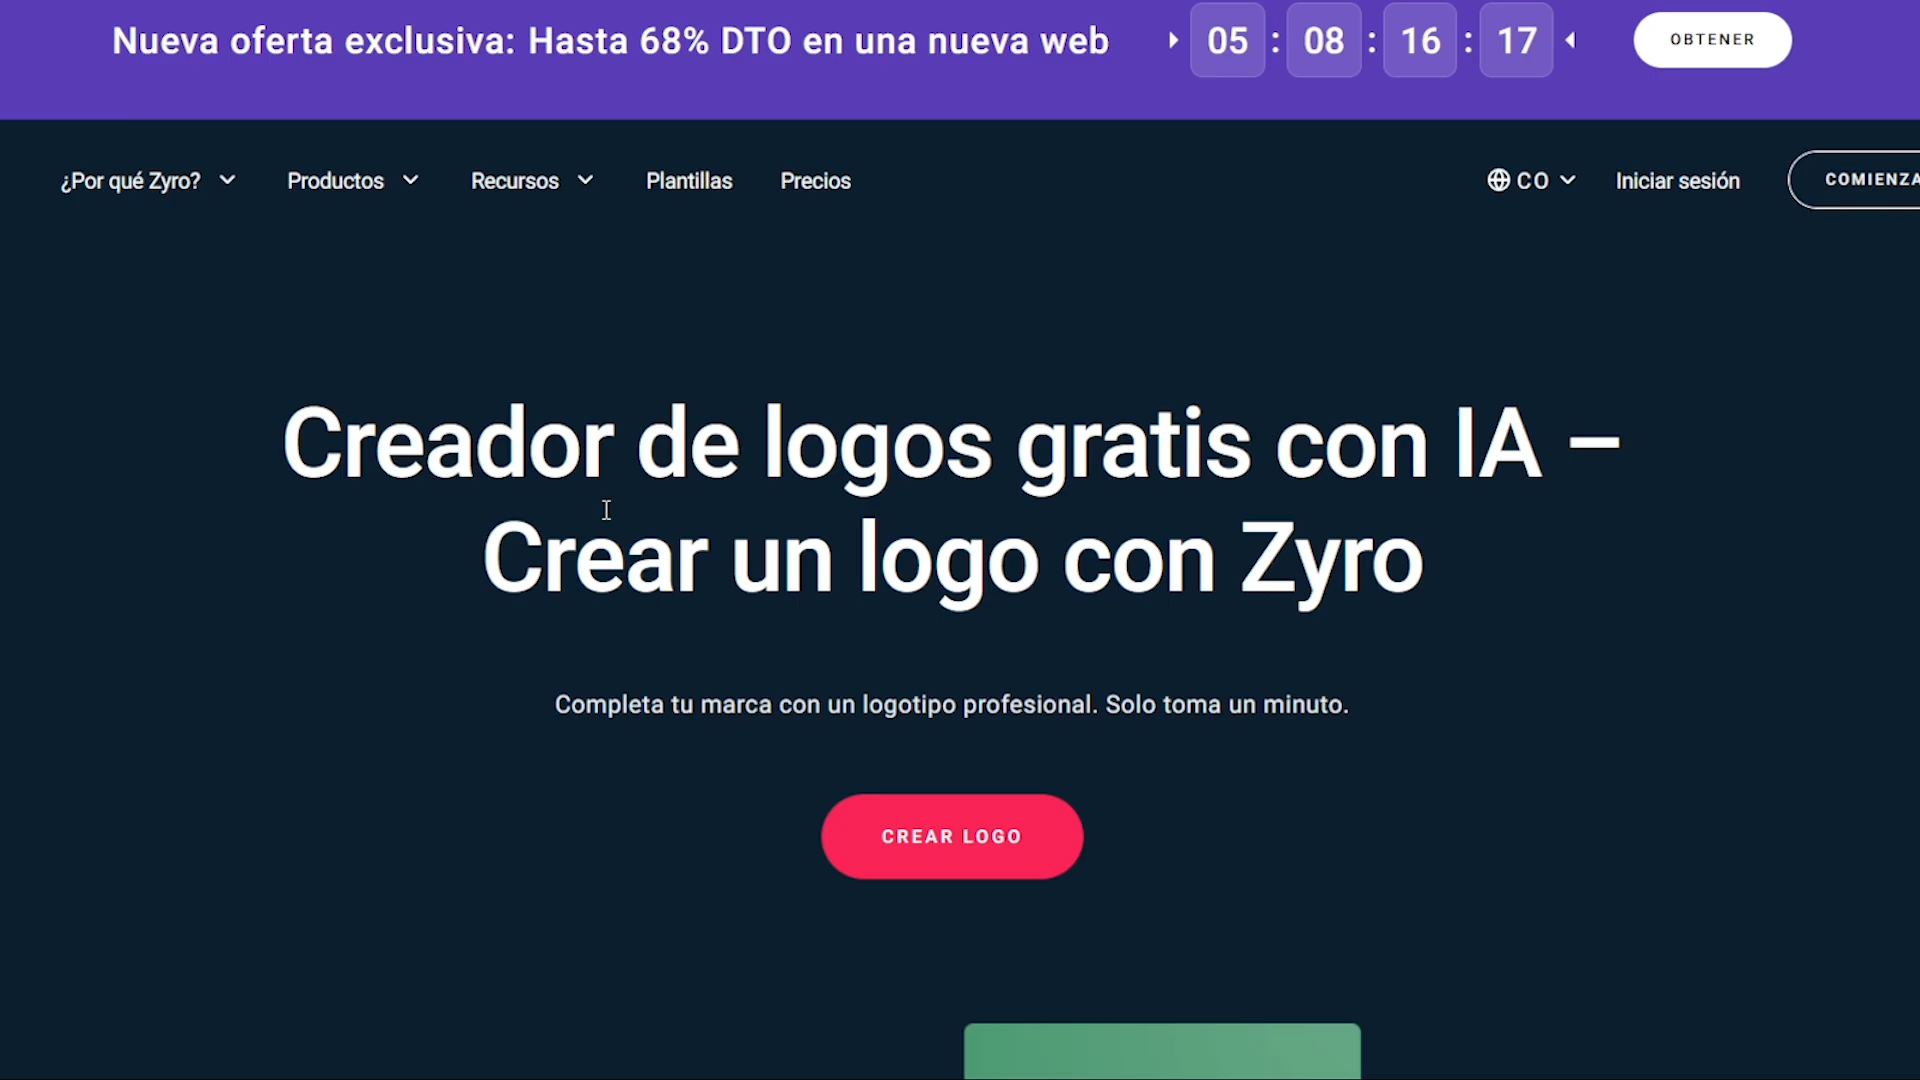 Nueva oferta exclusiva: Hasta 68% DTO en una nueva web
05 : 08 : 16 : 17
OBTENER
¿Por qué Zyro?
Productos
Recursos
Plantillas
Precios
CO
Iniciar sesión
COMIENZA
Creador de logos gratis con IA –
Crear un logo con Zyro
Completa tu marca con un logotipo profesional. Solo toma un minuto.
CREAR LOGO